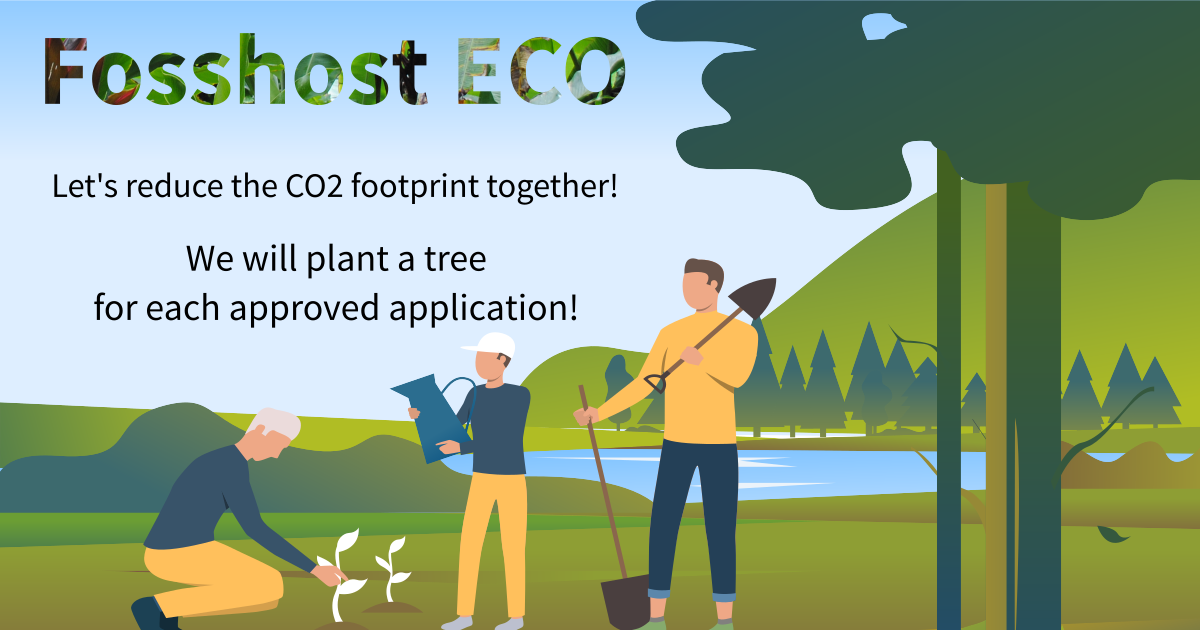 Fosshost ECO
Let's reduce the CO2 footprint together!
We will plant a tree
for each approved application!